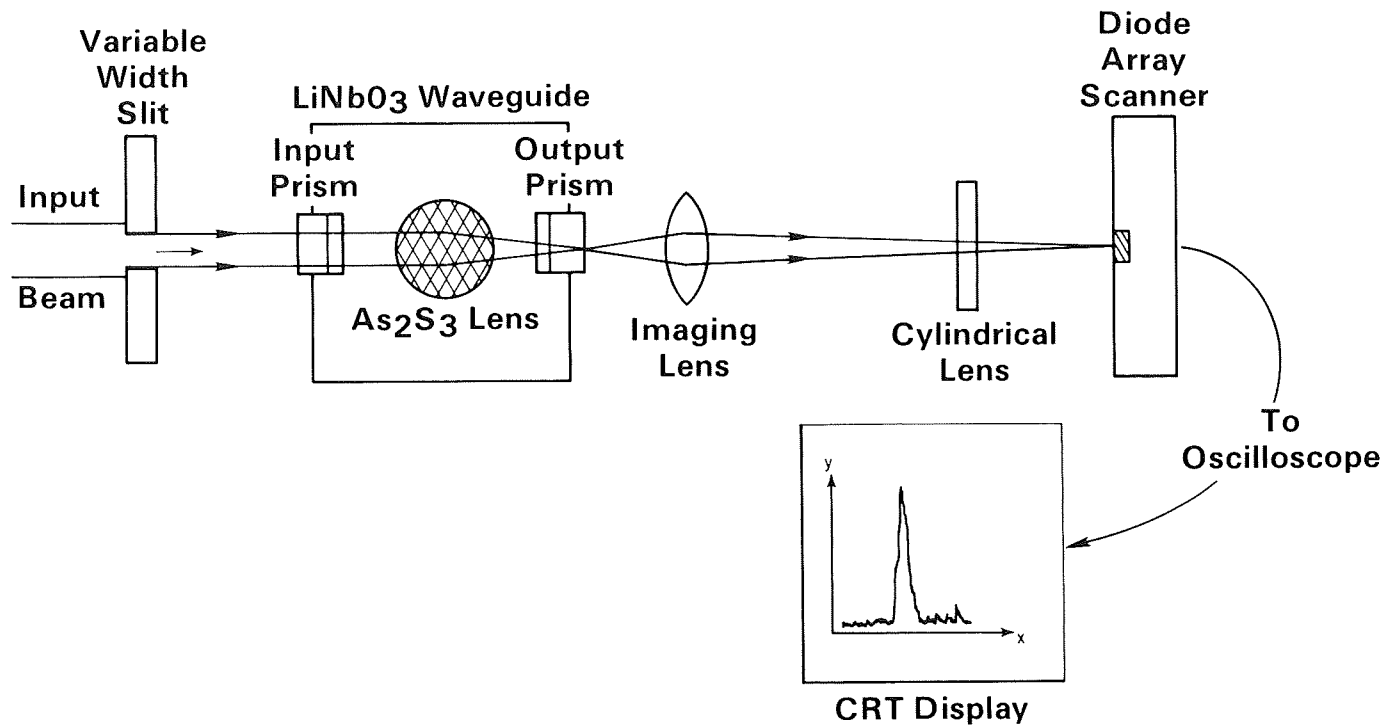 Variable
Width
Slit
LiNbO3 Waveguide
Input
Prism
Output
Prism
Diode
Array
Scanner
Input
Beam
As2S3 Lens
Imaging
Lens
Cylindrical
Lens
To
Oscilloscope
y
x
CRT Display